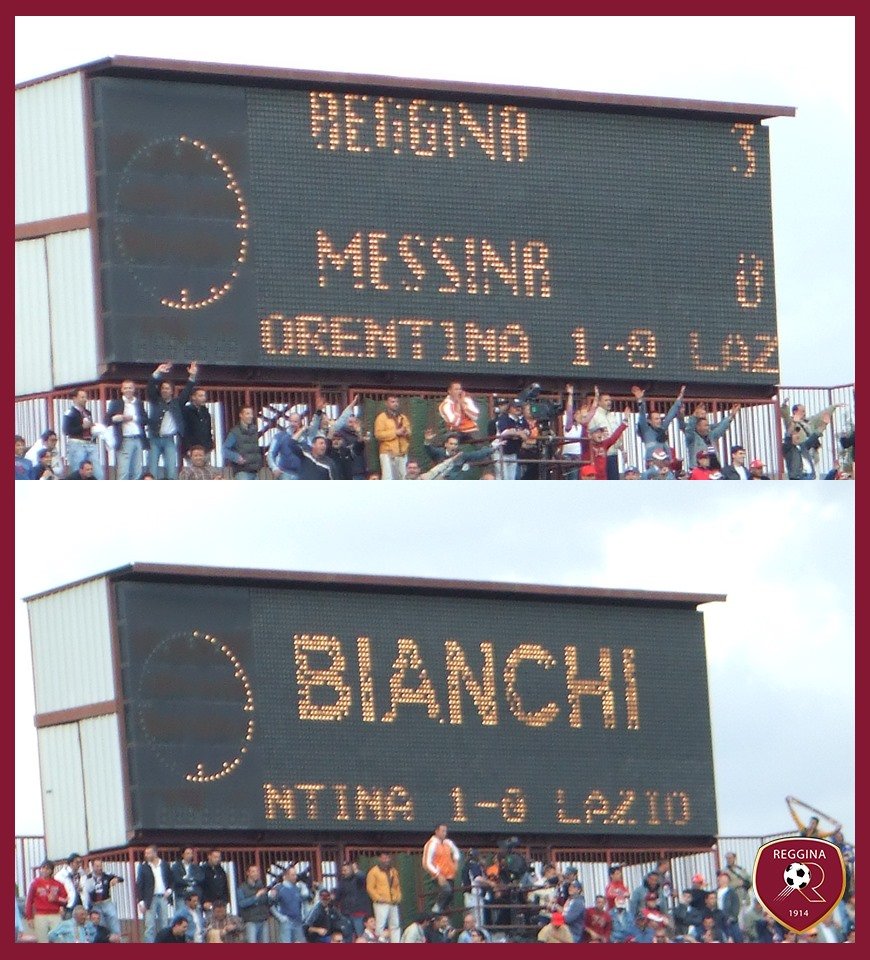 REGGINA 3
MESSINA 0
ORENTINA 1-0 LAZ
BIANCHI
NTINA 1-0 LAZIO
REGGINA
1914